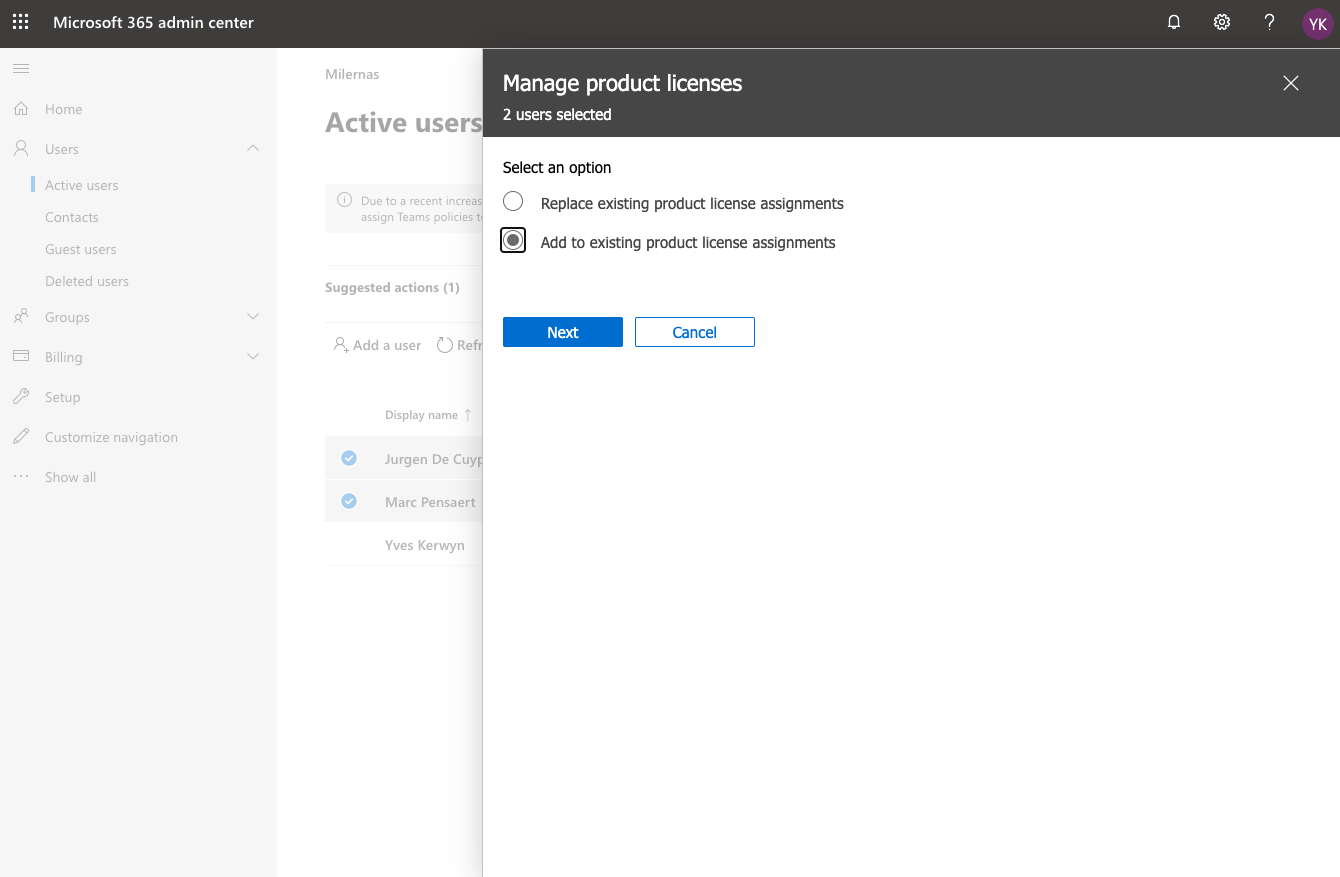 Microsoft 365 admin center
YK
Home
Users
Active users
Contacts
Guest users
Deleted users
Groups
Billing
Setup
Customize navigation
Show all
Milernas
Active users
Due to a recent increas
assign Teams policies to
Suggested actions (1)
Add a user
Refr
Display name ↑
Jurgen De Cuyp
Marc Pensaert
Yves Kerwyn
Manage product licenses
2 users selected
Select an option
Replace existing product license assignments
Add to existing product license assignments
Next
Cancel